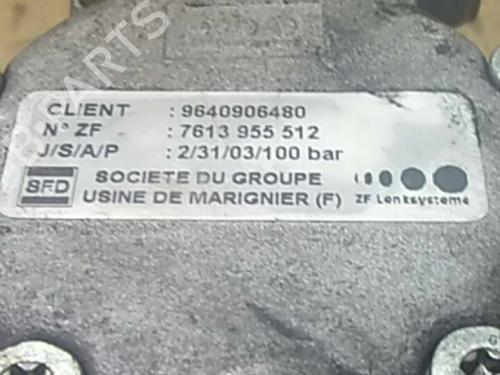 CLIENT : 9640906480
N° ZF : 7613 955 512
J/S/A/P : 2/31/03/100 bar
SFD SOCIETE DU GROUPE
USINE DE MARIGNIER (F) ZF Lenksysteme